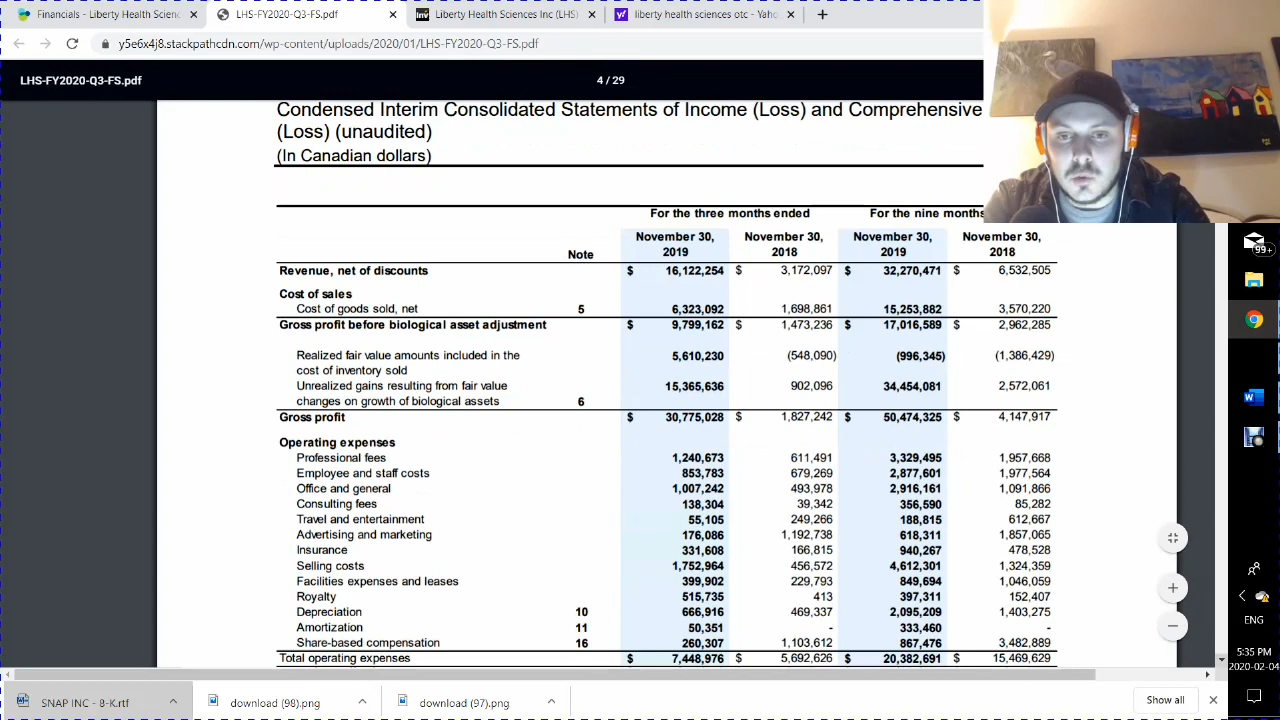 Financials - Liberty Health Scienc
LHS-FY2020-Q3-FS.pdf
Liberty Health Sciences Inc (LHS)
liberty health sciences otc - Yaho
y5e6x4j8.stackpathcdn.com/wp-content/uploads/2020/01/LHS-FY2020-Q3-FS.pdf
LHS-FY2020-Q3-FS.pdf 4 / 29
Condensed Interim Consolidated Statements of Income (Loss) and Comprehensive
(Loss) (unaudited)
(In Canadian dollars)
For the three months ended For the nine months
November 30, November 30, November 30, November 30,
Note 2019 2018 2019 2018
Revenue, net of discounts $ 16,122,254 $ 3,172,097 $ 32,270,471 $ 6,532,505
Cost of sales
Cost of goods sold, net 5 6,323,092 1,698,861 15,253,882 3,570,220
Gross profit before biological asset adjustment $ 9,799,162 $ 1,473,236 $ 17,016,589 $ 2,962,285
Realized fair value amounts included in the 5,610,230 (548,090) (996,345) (1,386,429)
cost of inventory sold
Unrealized gains resulting from fair value 15,365,636 902,096 34,454,081 2,572,061
changes on growth of biological assets 6
Gross profit $ 30,775,028 $ 1,827,242 $ 50,474,325 $ 4,147,917
Operating expenses
Professional fees 1,240,673 611,491 3,329,495 1,957,668
Employee and staff costs 853,783 679,269 2,877,601 1,977,564
Office and general 1,007,242 493,978 2,916,161 1,091,866
Consulting fees 138,304 39,342 356,590 85,282
Travel and entertainment 55,105 249,266 188,815 612,667
Advertising and marketing 176,086 1,192,738 618,311 1,857,065
Insurance 331,608 166,815 940,267 478,528
Selling costs 1,752,964 456,572 4,612,301 1,324,359
Facilities expenses and leases 399,902 229,793 849,694 1,046,059
Royalty 515,735 413 397,311 152,407
Depreciation 10 666,916 469,337 2,095,209 1,403,275
Amortization 11 50,351 - 333,460 -
Share-based compensation 16 260,307 1,103,612 867,476 3,482,889
Total operating expenses $ 7,448,976 $ 5,692,626 $ 20,382,691 $ 15,469,629
99+
ENG
5:35 PM
2020-02-04
SNAP INC - 8-K.rtf
download (98).png
download (97).png
Show all